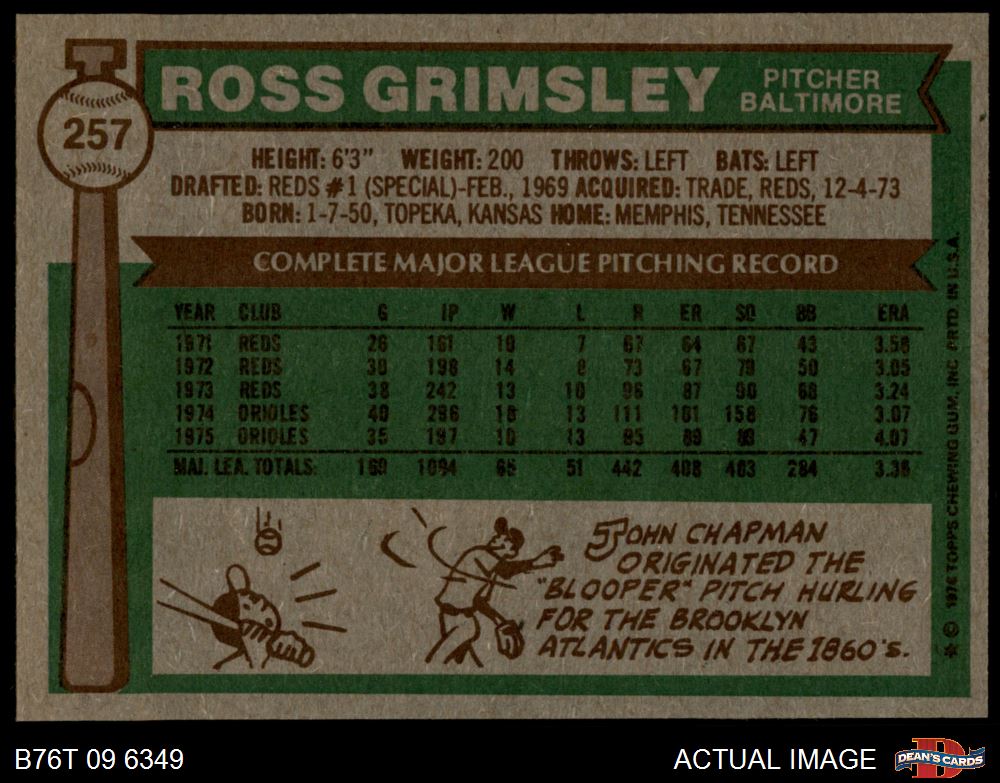 257
ROSS GRIMSLEY
PITCHER
BALTIMORE
HEIGHT: 6'3" WEIGHT: 200 THROWS: LEFT BATS: LEFT
DRAFTED: REDS #1 (SPECIAL)-FEB., 1969 ACQUIRED: TRADE, REDS, 12-4-73
BORN: 1-7-50, TOPEKA, KANSAS HOME: MEMPHIS, TENNESSEE
COMPLETE MAJOR LEAGUE PITCHING RECORD
YEAR CLUB G IP W L R ER SO BB ERA
1971 REDS 26 161 10 7 67 64 67 43 3.58
1972 REDS 30 198 14 8 73 67 79 50 3.05
1973 REDS 38 242 13 10 96 87 90 68 3.24
1974 ORIOLES 40 296 18 13 111 101 158 76 3.07
1975 ORIOLES 35 197 10 13 95 89 47 4.07
MAJ. LEA. TOTALS: 169 1094 65 51 442 408 284 3.36
JOHN CHAPMAN
ORIGINATED THE
"BLOOPER" PITCH HURLING
FOR THE BROOKLYN
ATLANTICS IN THE 1860's.
* © 1976 TOPPS CHEWING GUM, INC PRTD. IN U.S.A.
B76T 09 6349
ACTUAL IMAGE
DEAN'S CARDS